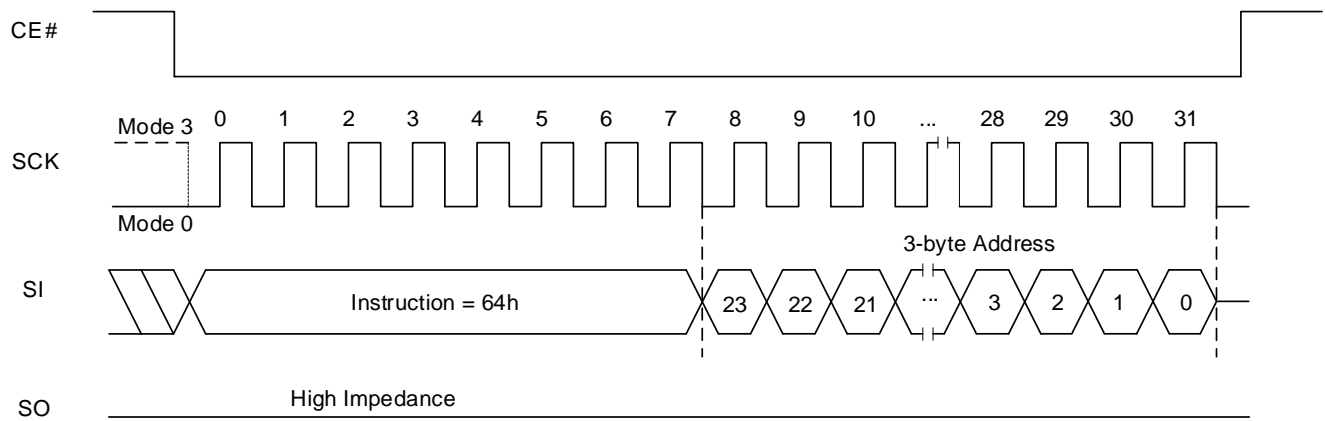 CE#
Mode 3 0 1 2 3 4 5 6 7 8 9 10 ... 28 29 30 31
SCK
Mode 0
3-byte Address
SI Instruction = 64h 23 22 21 ... 3 2 1 0
High Impedance
SO